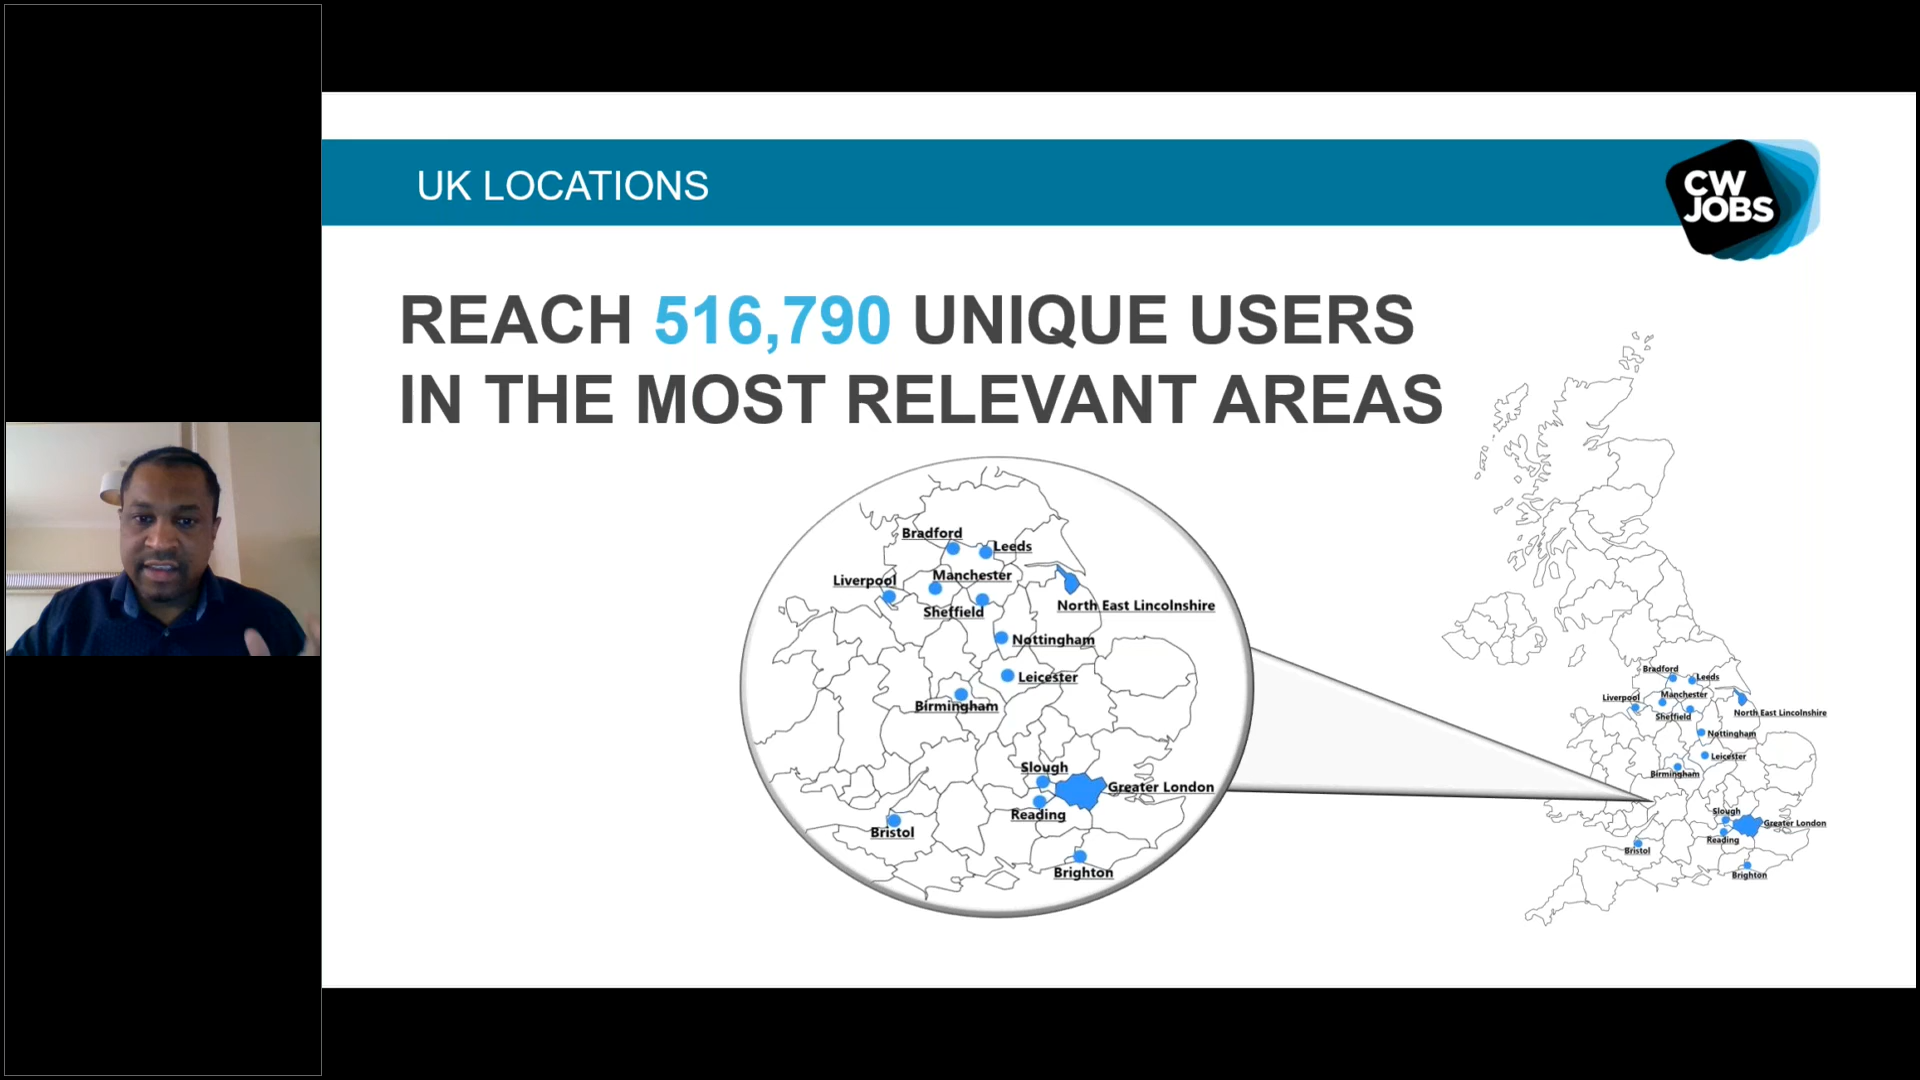 UK LOCATIONS
CW
JOBS
REACH 516,790 UNIQUE USERS
IN THE MOST RELEVANT AREAS
Bradford
Leeds
Liverpool
Manchester
Sheffield
North East Lincolnshire
Nottingham
Leicester
Birmingham
Slough
Greater London
Reading
Bristol
Brighton
Bradford
Leeds
Liverpool
Manchester
Sheffield
North East Lincolnshire
Nottingham
Leicester
Birmingham
Slough
Greater London
Reading
Bristol
Brighton